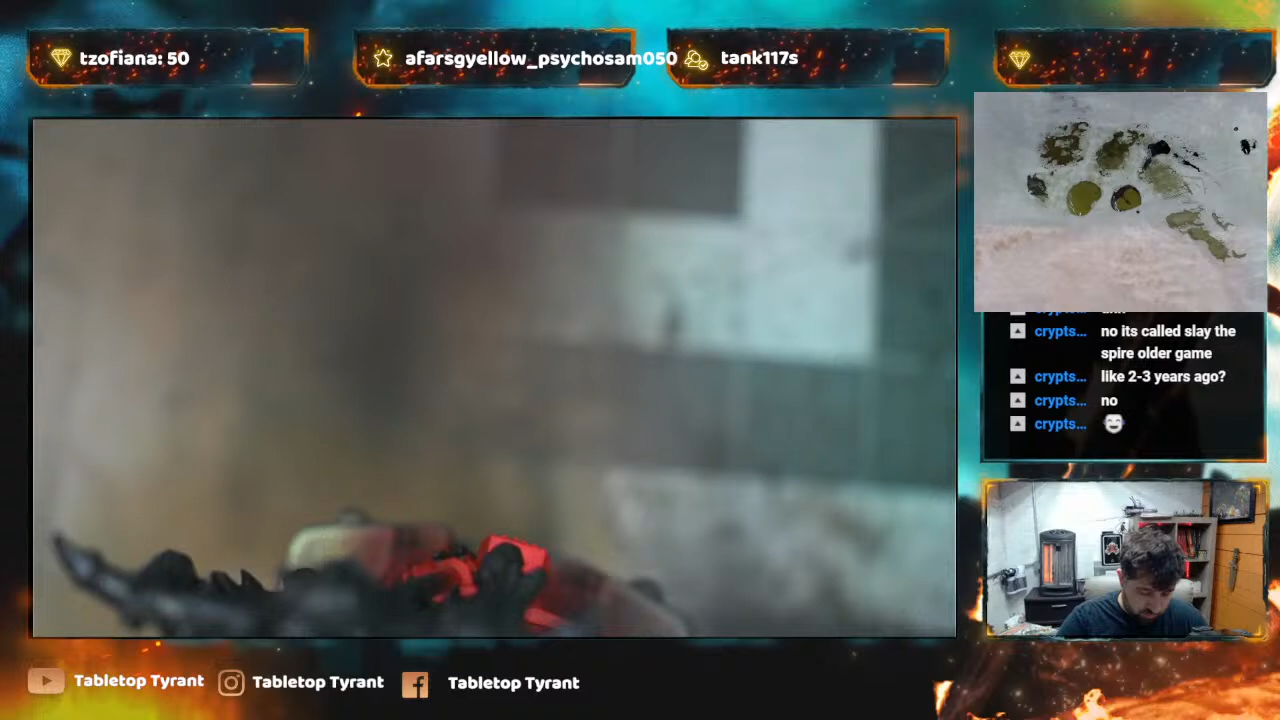 tzofiana: 50
afarsgyellow_psychosam050
tank117s
crypts... no its called slay the
spire older game
crypts... like 2-3 years ago?
crypts... no
crypts...
Tabletop Tyrant
Tabletop Tyrant
Tabletop Tyrant